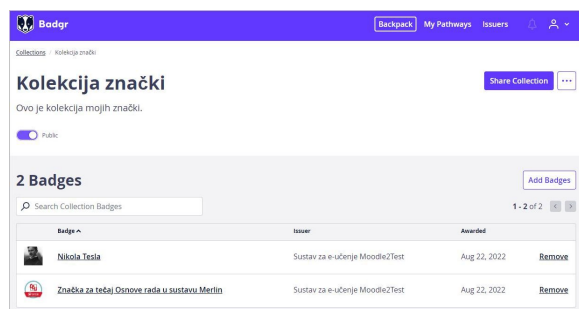 Badgr
Backpack My Pathways Issuers
Collections / Kolekcija znački
Kolekcija znački
Share Collection ...
Ovo je kolekcija mojih znački.
Public
2 Badges
Add Badges
Search Collection Badges
1 - 2 of 2 < >
Badge Issuer Awarded
Nikola Tesla Sustav za e-učenje Moodle2Test Aug 22, 2022 Remove
Značka za tečaj Osnove rada u sustavu Merlin Sustav za e-učenje Moodle2Test Aug 22, 2022 Remove